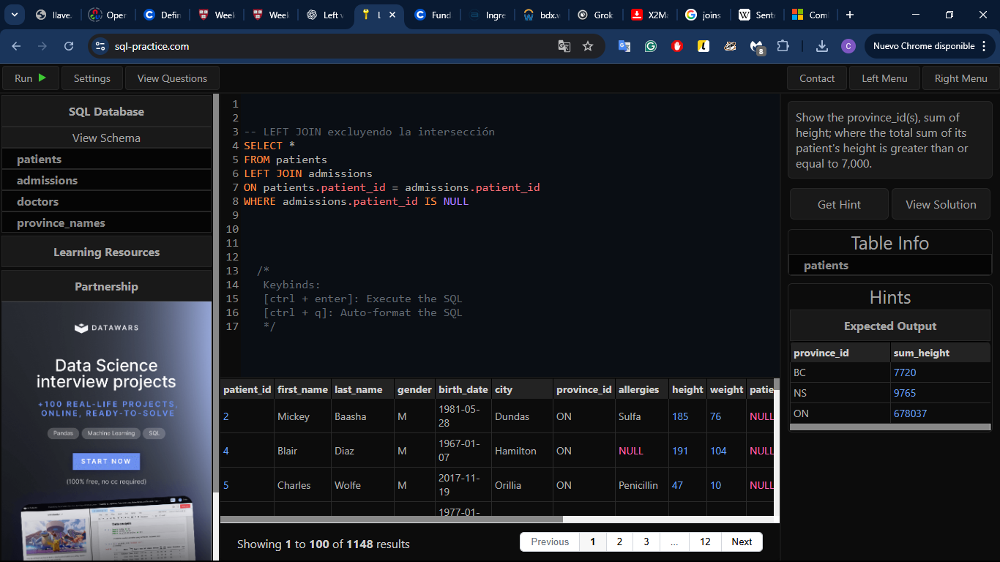 llave
Oper
Defin
Week
Week
Left v
L
Fund
Ingre
bdx.w
Grok
X2Ma
joins
Sent
Com
sql-practice.com
8
C
Nuevo Chrome disponible
Run
Settings
View Questions
Contact
Left Menu
Right Menu
SQL Database
View Schema
patients
admissions
doctors
province_names
Learning Resources
Partnership
DATAWARS
Data Science
interview projects
+100 REAL-LIFE PROJECTS,
ONLINE, READY-TO-SOLVE
Pandas Machine Learning SQL
START NOW
(100% free, no cc required)
1
2
3 -- LEFT JOIN excluyendo la intersección
4 SELECT *
5 FROM patients
6 LEFT JOIN admissions
7 ON patients.patient_id = admissions.patient_id
8 WHERE admissions.patient_id IS NULL
9
10
11
12
13 /*
14 Keybinds:
15 [ctrl + enter]: Execute the SQL
16 [ctrl + q]: Auto-format the SQL
17 */
patient_id first_name last_name gender birth_date city province_id allergies height weight patie
2 Mickey Baasha M 1981-05-28 Dundas ON Sulfa 185 76 NULL
4 Blair Diaz M 1967-01-07 Hamilton ON NULL 191 104 NULL
5 Charles Wolfe M 2017-11-19 Orillia ON Penicillin 47 10 NULL
1977-01-
Showing 1 to 100 of 1148 results
Previous 1 2 3 ... 12 Next
Show the province_id(s), sum of
height; where the total sum of its
patient's height is greater than or
equal to 7,000.
Get Hint
View Solution
Table Info
patients
Hints
Expected Output
province_id sum_height
BC 7720
NS 9765
ON 678037